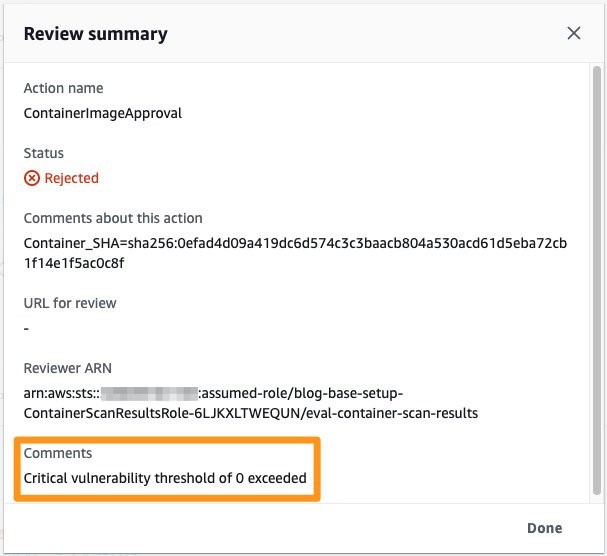 Review summary
Action name
ContainerImageApproval
Status
Rejected
Comments about this action
Container_SHA=sha256:0efad4d09a419dc6d574c3c3baacb804a530acd61d5eba72cb
1f14e1f5ac0c8f
URL for review
-
Reviewer ARN
arn:aws:sts:: :assumed-role/blog-base-setup-
ContainerScanResultsRole-6LJKXLTWEQUN/eval-container-scan-results
Comments
Critical vulnerability threshold of 0 exceeded
Done